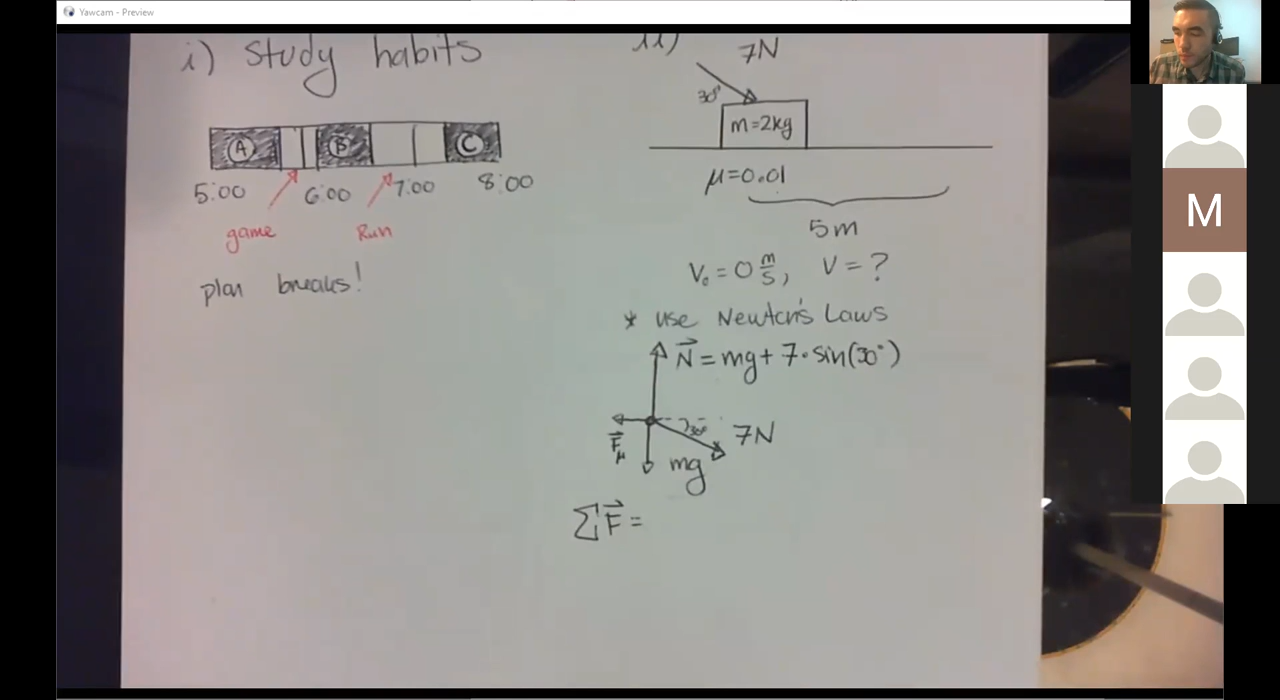 Yawcam - Preview
i) Study habits
A B C
5:00 6:00 7:00 8:00
game Run
plan breaks!
ii) 7N
30°
m=2kg
μ=0.01
5m
V₀ = 0 m/s, V = ?
* use Newton's Laws
N⃗ = mg + 7·sin(30°)
30° 7N
F⃗μ
mg
ΣF⃗ =
M